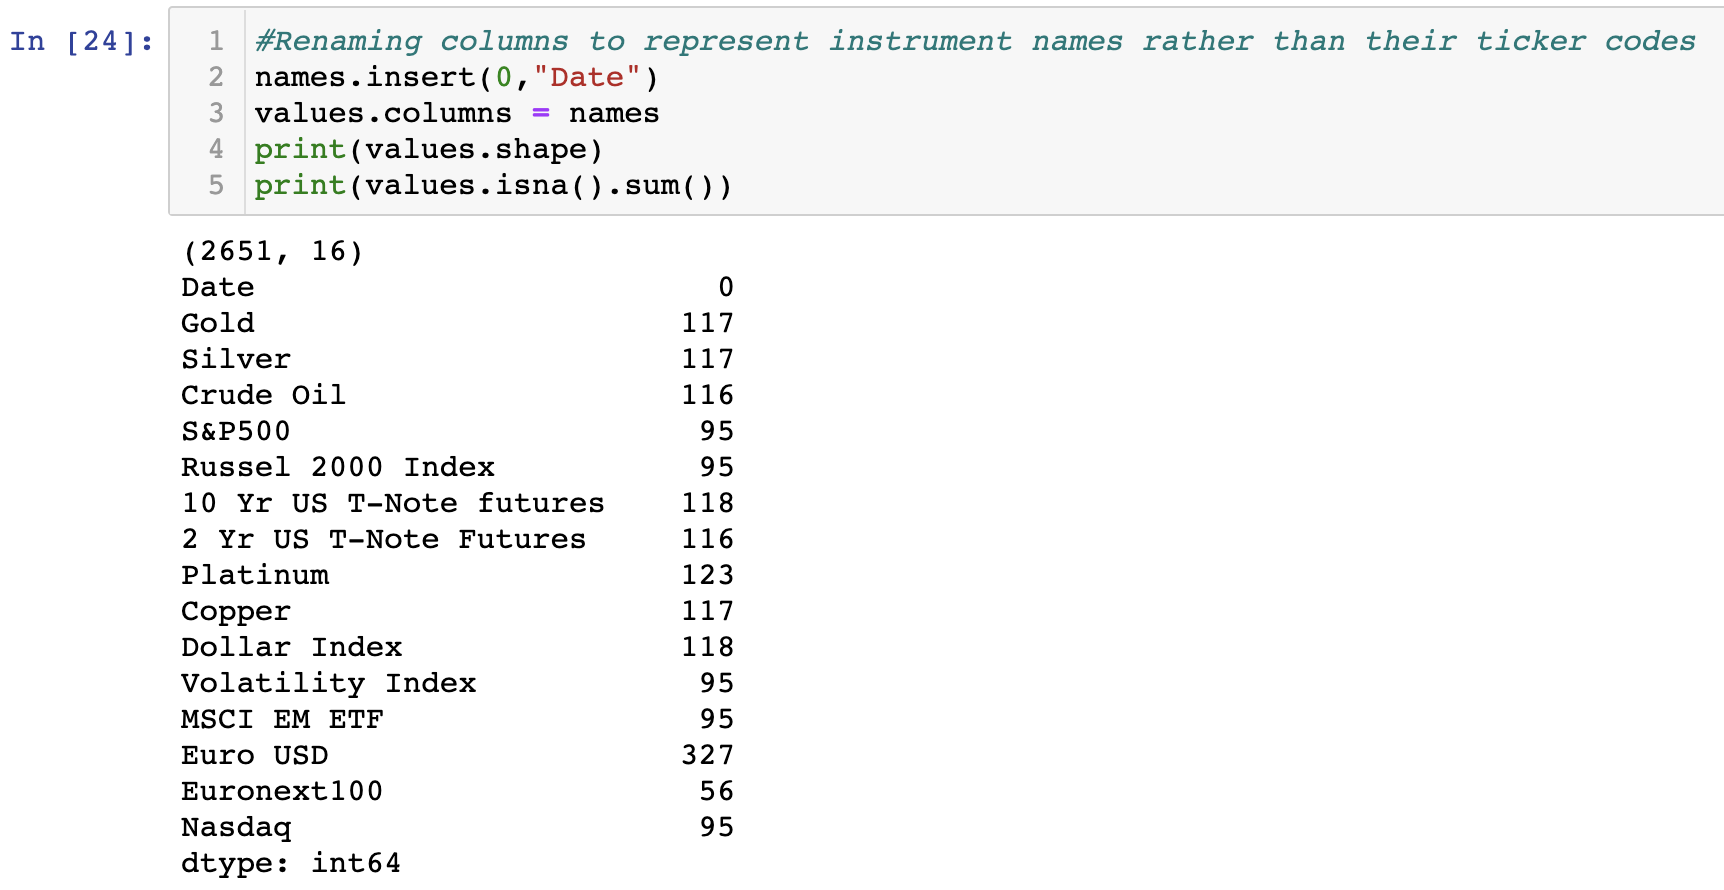 In [24]:
1 #Renaming columns to represent instrument names rather than their ticker codes
2 names.insert(0,"Date")
3 values.columns = names
4 print(values.shape)
5 print(values.isna().sum())
(2651, 16)
Date 0
Gold 117
Silver 117
Crude Oil 116
S&P500 95
Russel 2000 Index 95
10 Yr US T-Note futures 118
2 Yr US T-Note Futures 116
Platinum 123
Copper 117
Dollar Index 118
Volatility Index 95
MSCI EM ETF 95
Euro USD 327
Euronext100 56
Nasdaq 95
dtype: int64